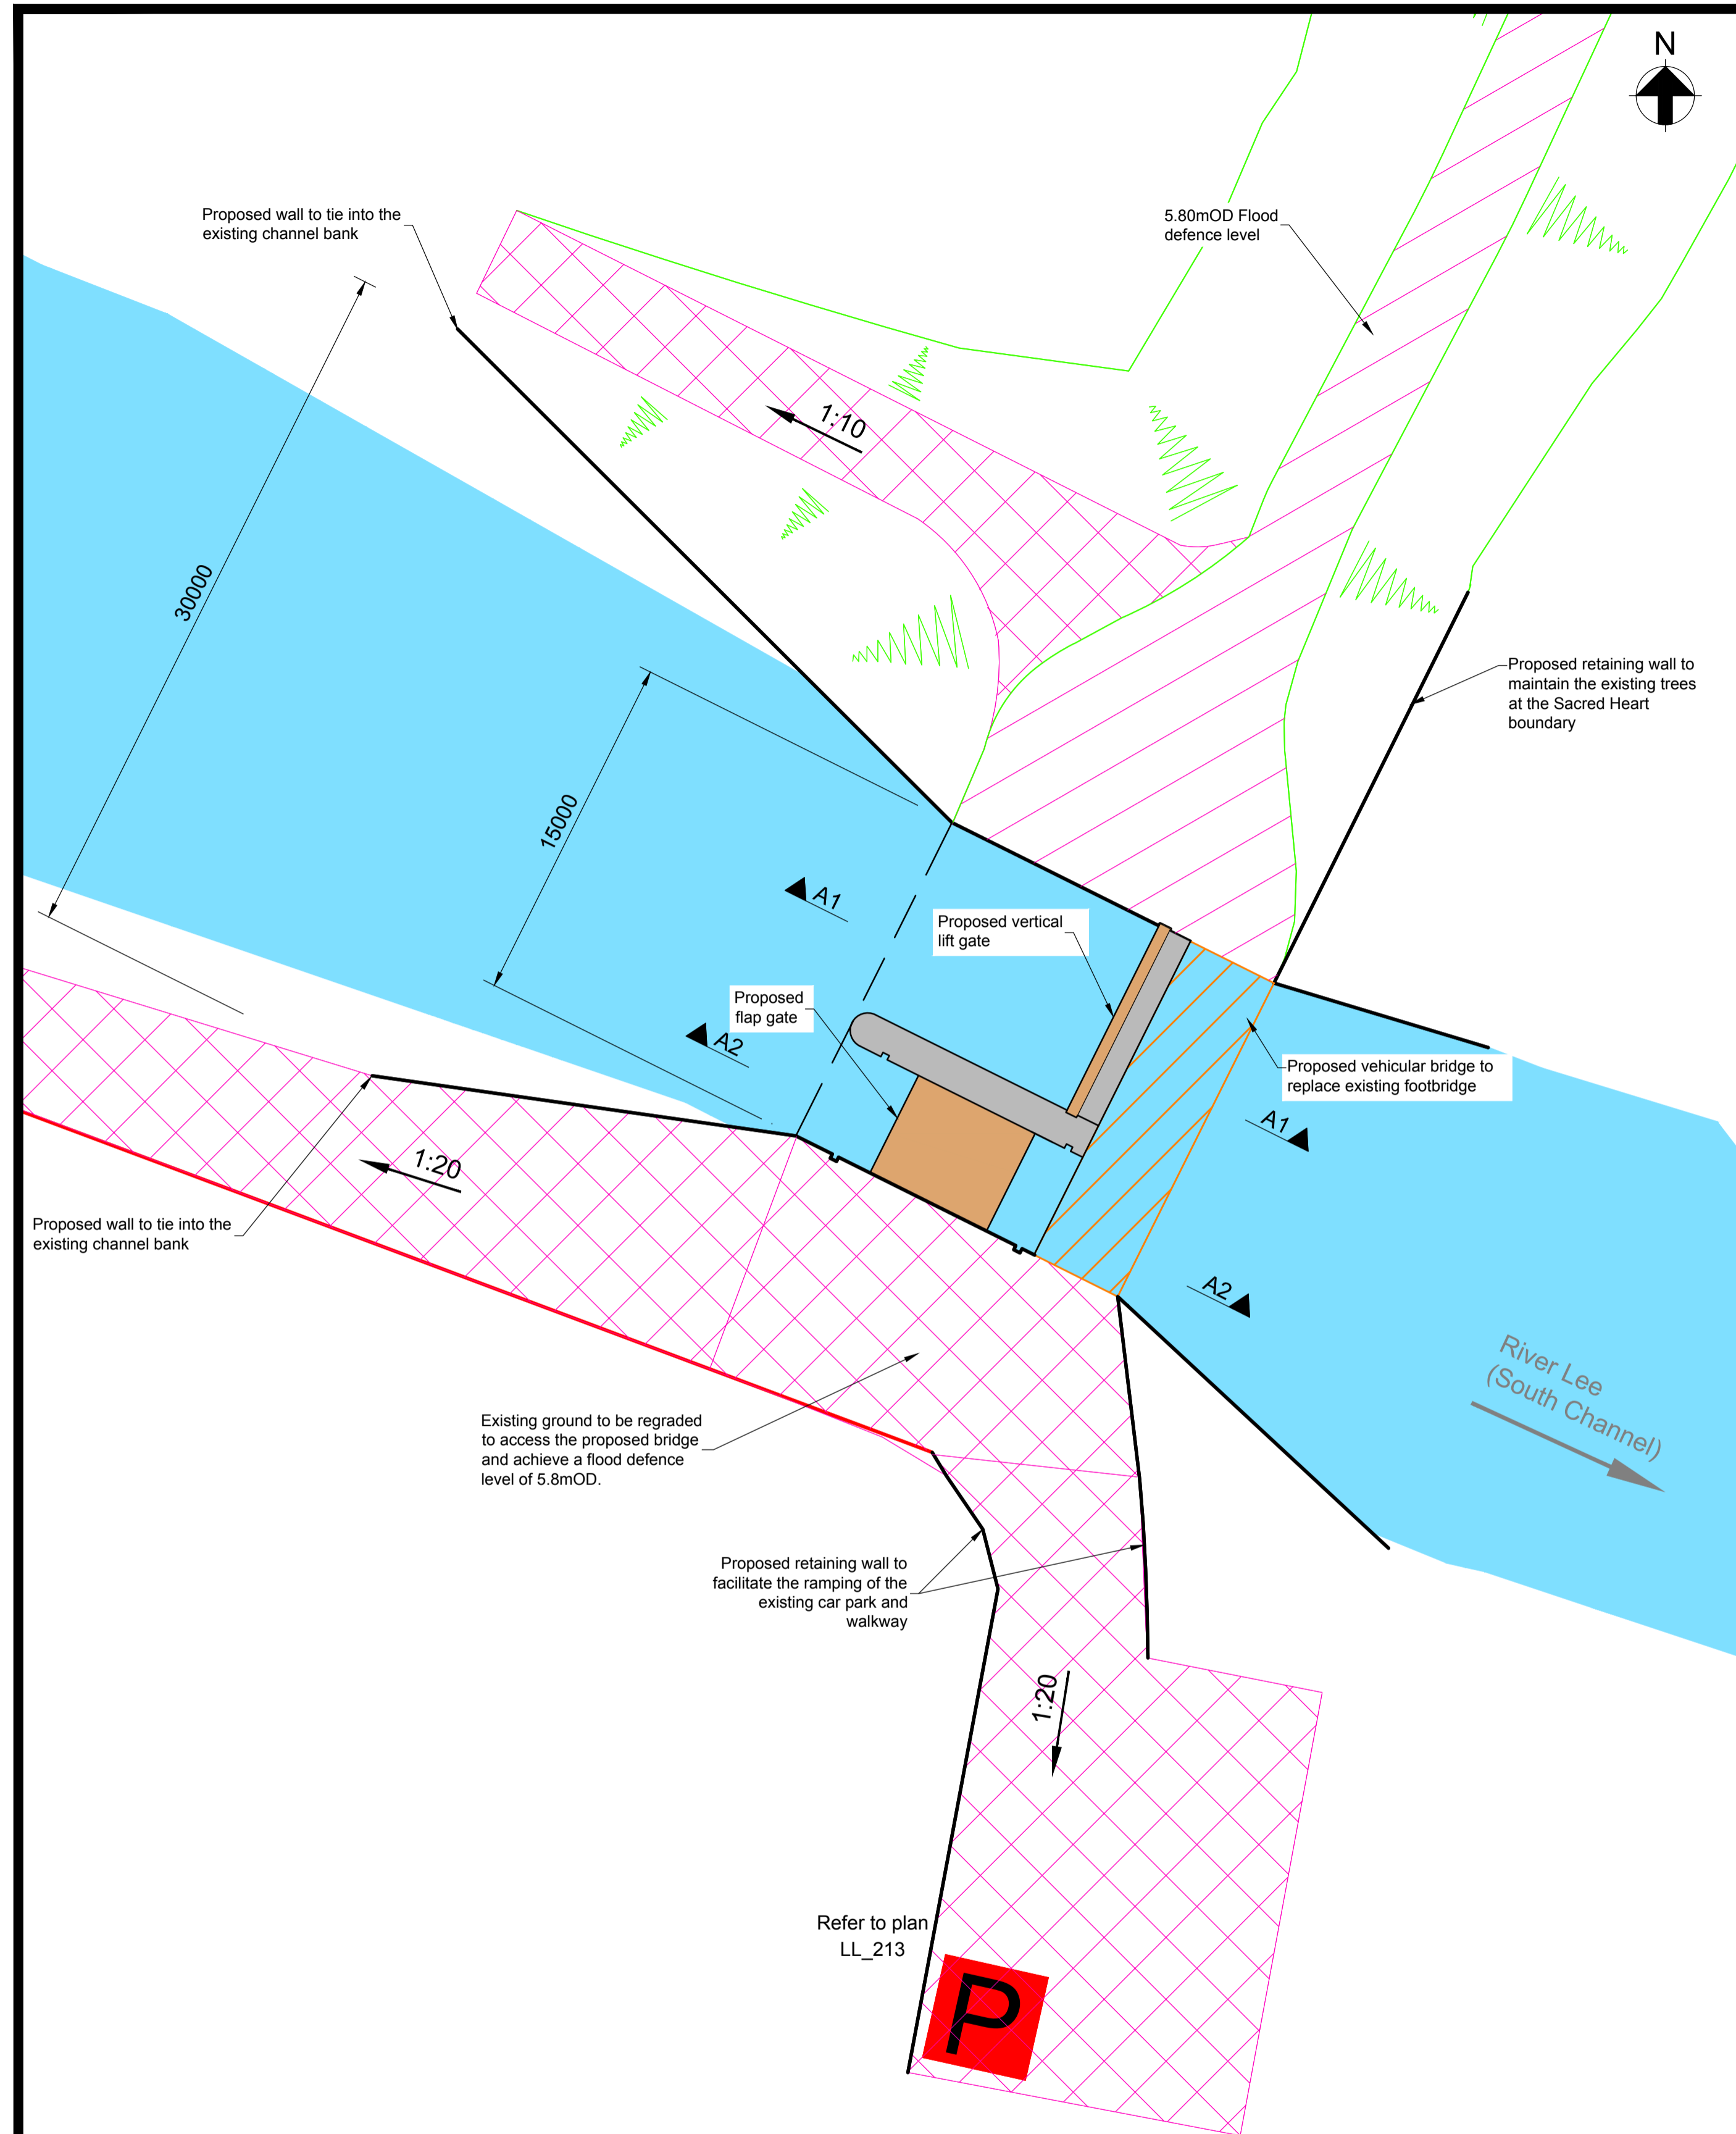 N
Proposed wall to tie into the
existing channel bank
5.80mOD Flood
defence level
1:10
30000
Proposed retaining wall to
maintain the existing trees
at the Sacred Heart
boundary
15000
A1
Proposed vertical
lift gate
Proposed
flap gate
A2
Proposed vehicular bridge to
replace existing footbridge
A1
1:20
Proposed wall to tie into the
existing channel bank
A2
River Lee
(South Channel)
Existing ground to be regraded
to access the proposed bridge
and achieve a flood defence
level of 5.8mOD.
Proposed retaining wall to
facilitate the ramping of the
existing car park and
walkway
1:20
Refer to plan
LL_213
P